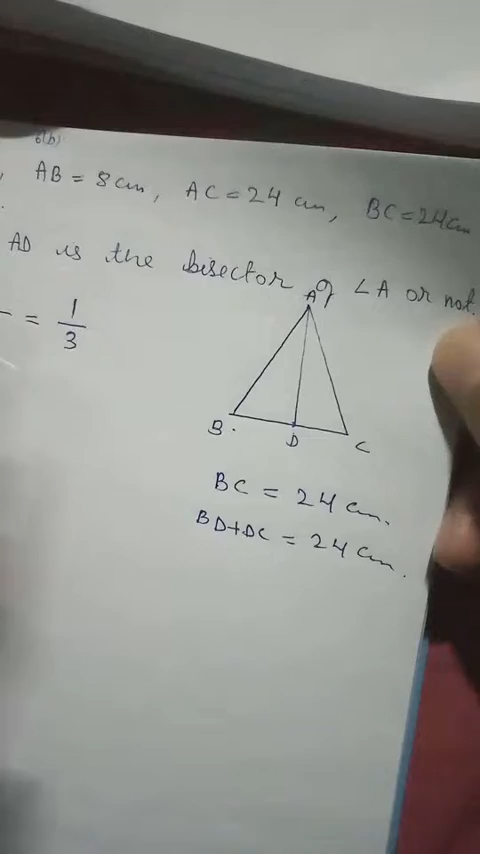 6(b)
, AB = 8 cm, AC = 24 cm, BC = 24 cm
AD is the bisector of ∠A or not.
= 1/3
A
B. D C
BC = 24 cm.
BD+DC = 24 cm.